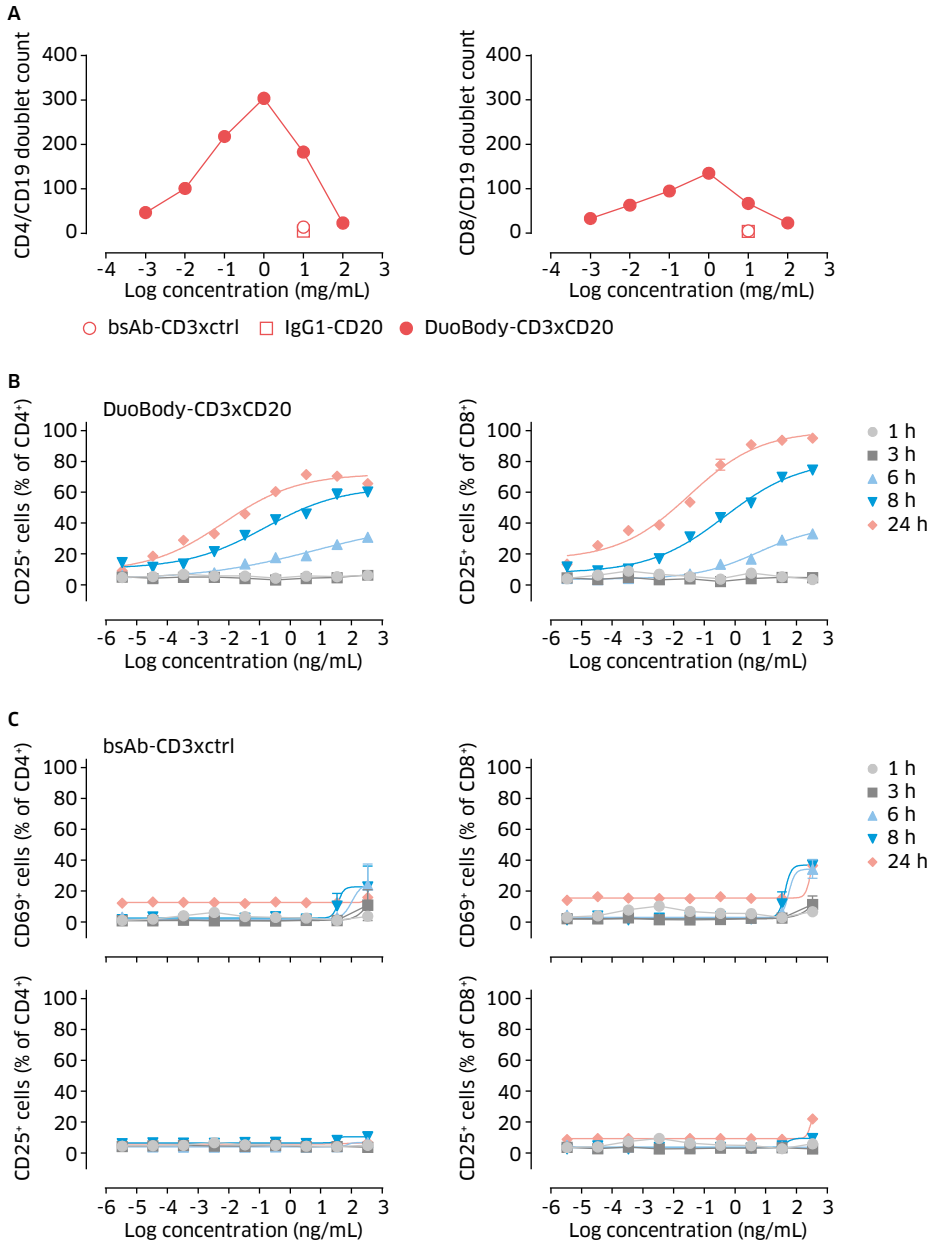 A
CD4/CD19 doublet count
400
300
200
100
0
-4 -3 -2 -1 0 1 2 3
Log concentration (mg/mL)
CD8/CD19 doublet count
400
300
200
100
0
-4 -3 -2 -1 0 1 2 3
Log concentration (mg/mL)
bsAb-CD3xctrl IgG1-CD20 DuoBody-CD3xCD20
B
DuoBody-CD3xCD20
CD25⁺ cells (% of CD4⁺)
100
80
60
40
20
0
-6 -5 -4 -3 -2 -1 0 1 2 3
Log concentration (ng/mL)
CD25⁺ cells (% of CD8⁺)
100
80
60
40
20
0
-6 -5 -4 -3 -2 -1 0 1 2 3
Log concentration (ng/mL)
1 h
3 h
6 h
8 h
24 h
C
bsAb-CD3xctrl
CD69⁺ cells (% of CD4⁺)
100
80
60
40
20
0
CD69⁺ cells (% of CD8⁺)
100
80
60
40
20
0
1 h
3 h
6 h
8 h
24 h
CD25⁺ cells (% of CD4⁺)
100
80
60
40
20
0
-6 -5 -4 -3 -2 -1 0 1 2 3
Log concentration (ng/mL)
CD25⁺ cells (% of CD8⁺)
100
80
60
40
20
0
-6 -5 -4 -3 -2 -1 0 1 2 3
Log concentration (ng/mL)